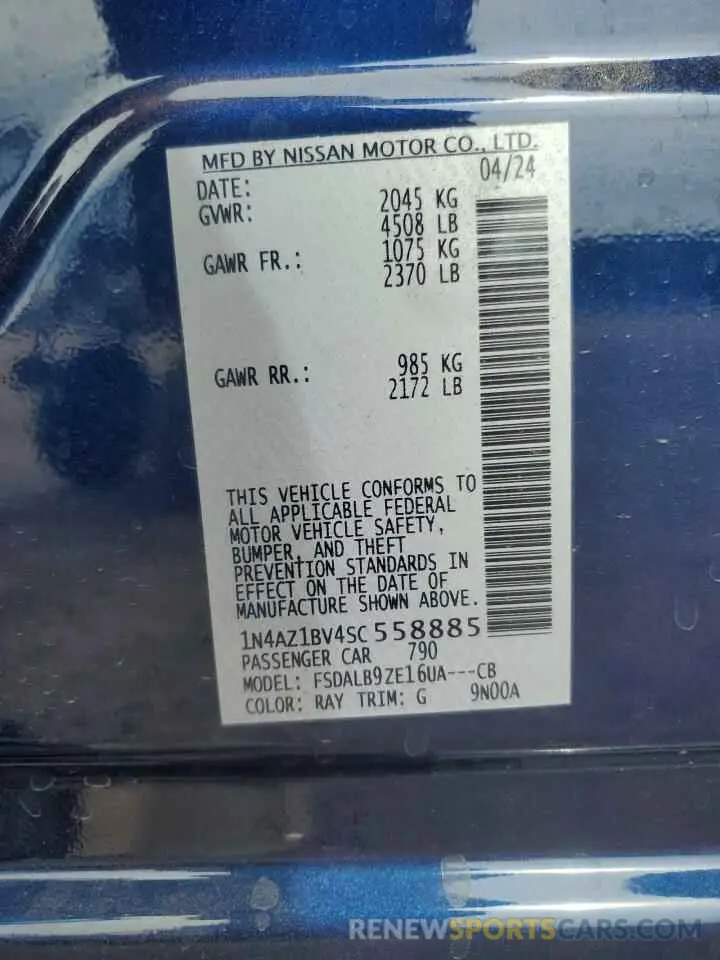 MFD BY NISSAN MOTOR CO., LTD.
DATE: 04/24
GVWR: 2045 KG
4508 LB
GAWR FR.: 1075 KG
2370 LB
GAWR RR.: 985 KG
2172 LB
THIS VEHICLE CONFORMS TO
ALL APPLICABLE FEDERAL
MOTOR VEHICLE SAFETY,
BUMPER, AND THEFT
PREVENTION STANDARDS IN
EFFECT ON THE DATE OF
MANUFACTURE SHOWN ABOVE.
1N4AZ1BV4SC558885
PASSENGER CAR 790
MODEL: FSDALB9ZE16UA---CB
COLOR: RAY TRIM: G 9N00A
RENEWSPORTSCARS.COM